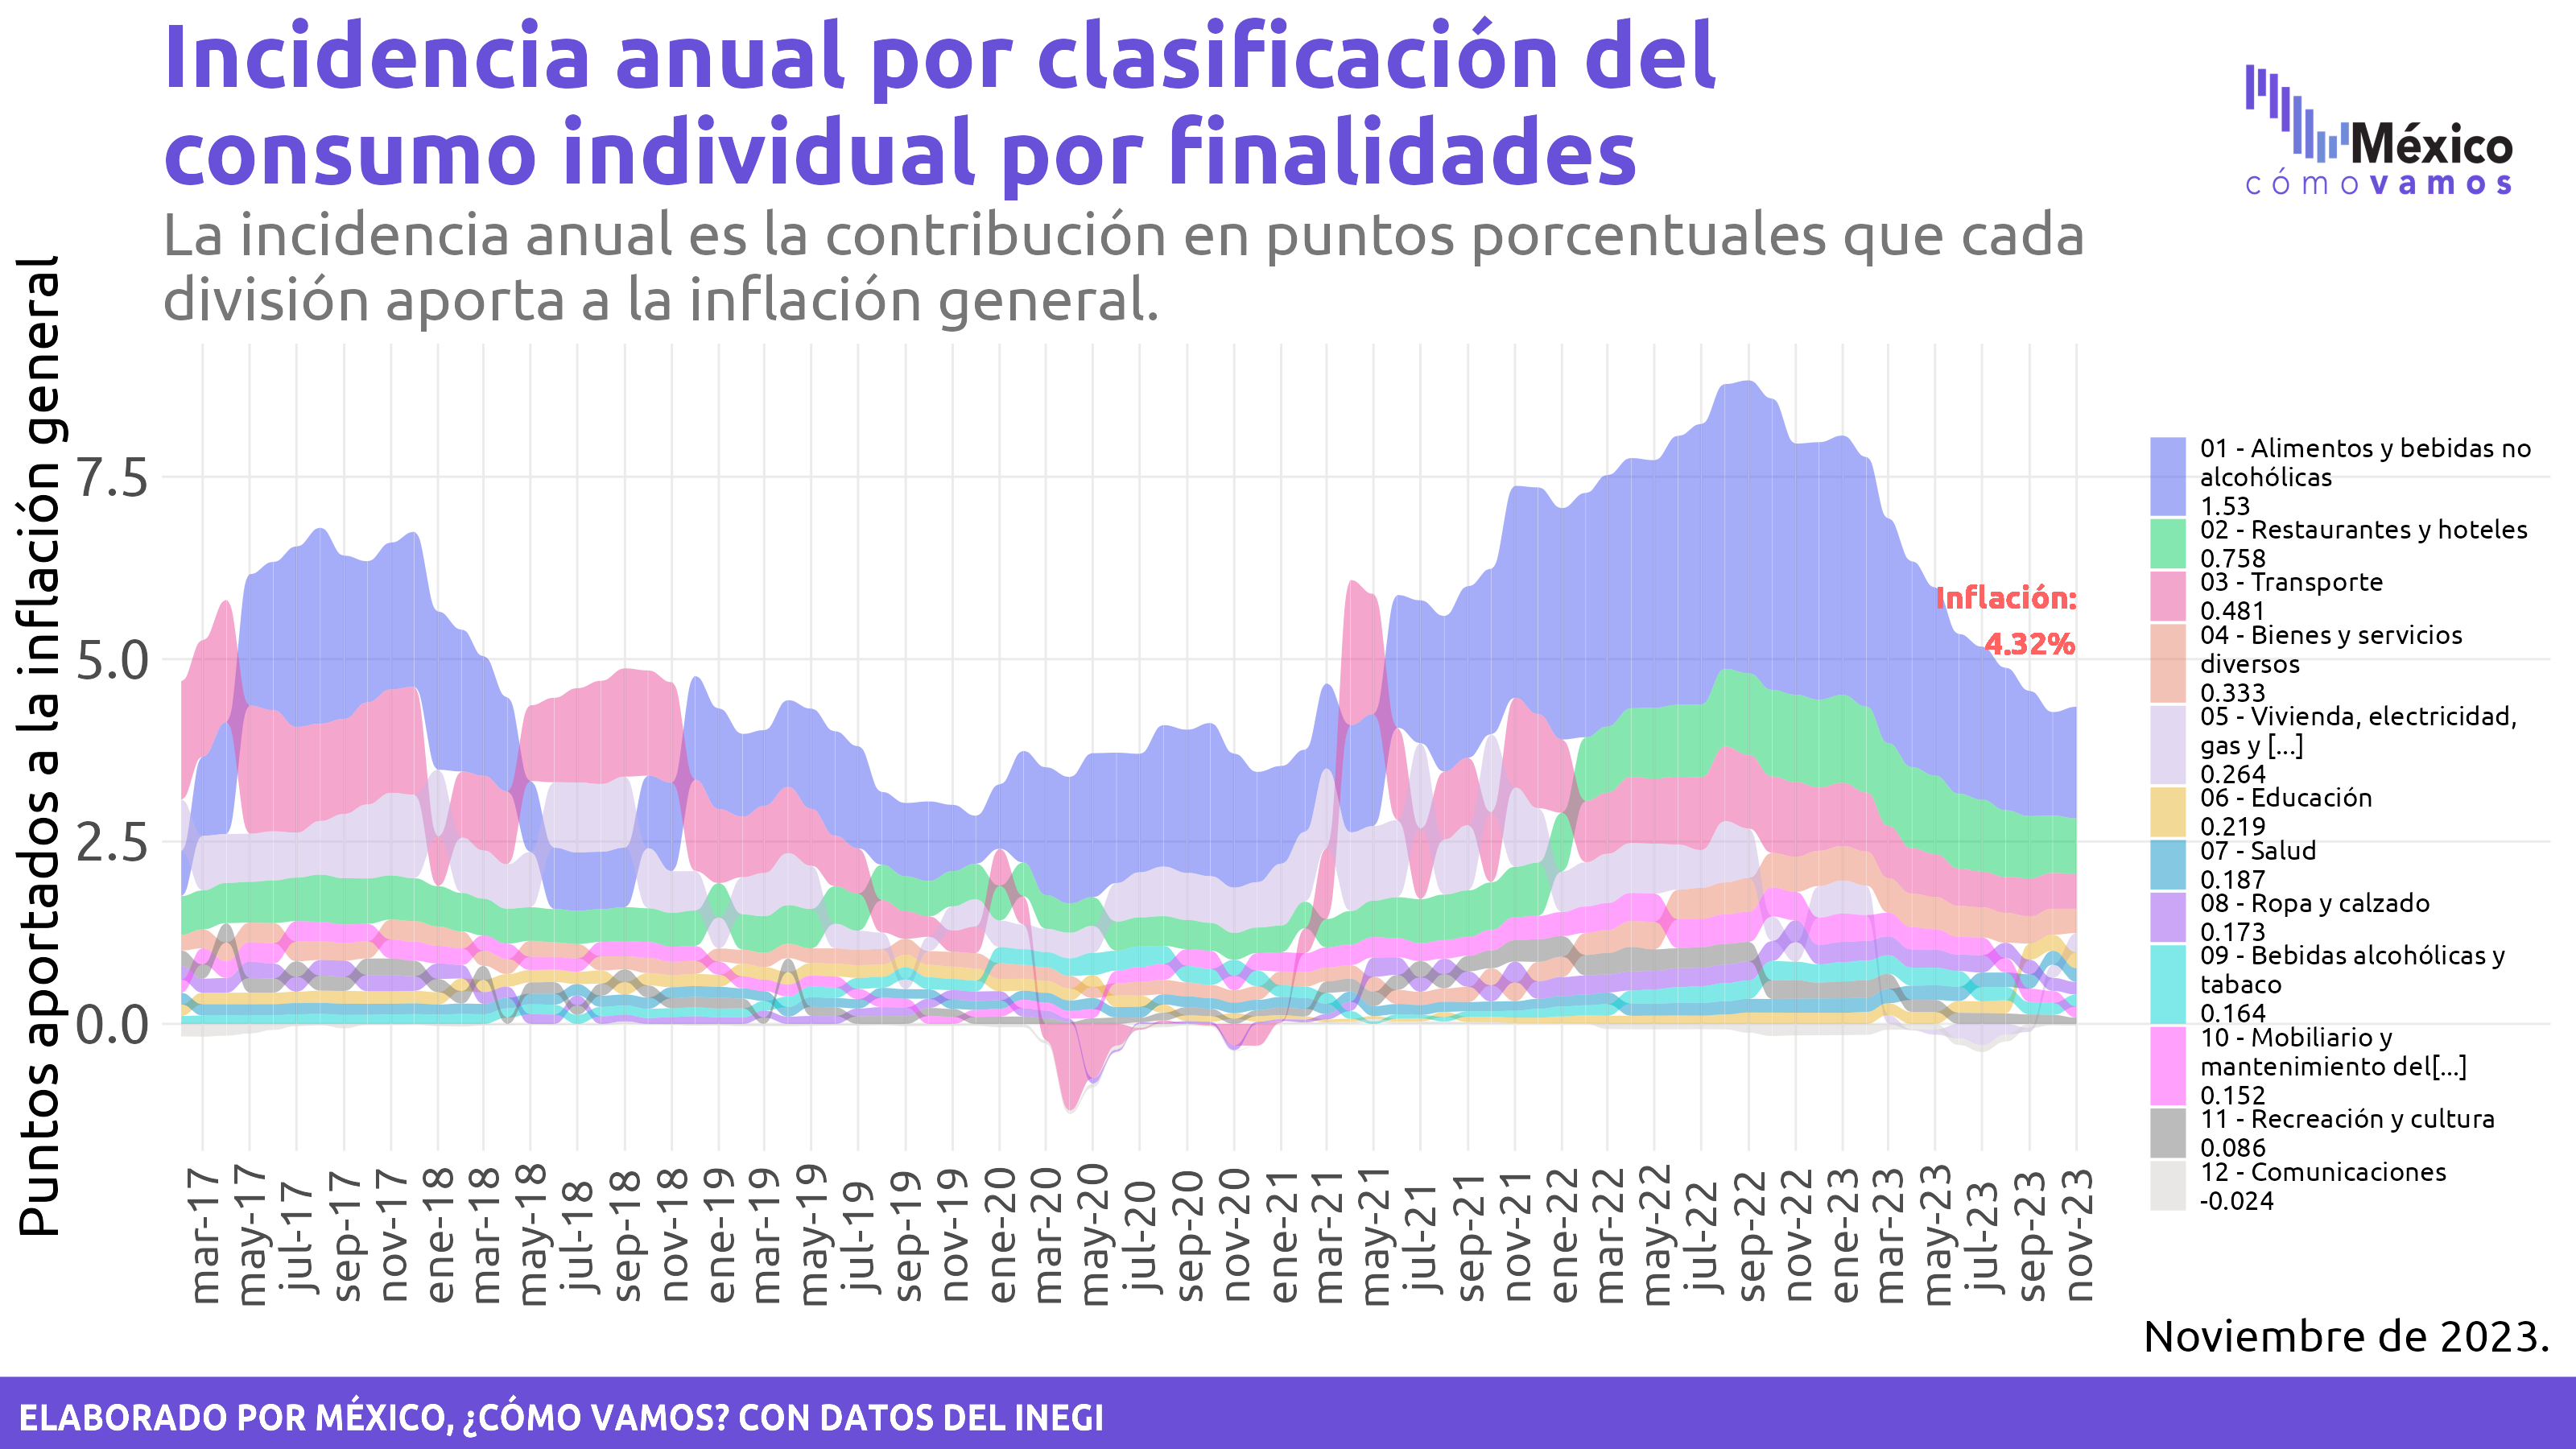 Incidencia anual por clasificación del
consumo individual por finalidades
La incidencia anual es la contribución en puntos porcentuales que cada
división aporta a la inflación general.
México
cómo vamos
Puntos aportados a la inflación general
7.5
5.0
2.5
0.0
Inflación:
4.32%
mar-17
may-17
jul-17
sep-17
nov-17
ene-18
mar-18
may-18
jul-18
sep-18
nov-18
ene-19
mar-19
may-19
jul-19
sep-19
nov-19
ene-20
mar-20
may-20
jul-20
sep-20
nov-20
ene-21
mar-21
may-21
jul-21
sep-21
nov-21
ene-22
mar-22
may-22
jul-22
sep-22
nov-22
ene-23
mar-23
may-23
jul-23
sep-23
nov-23
01 - Alimentos y bebidas no
alcohólicas
1.53
02 - Restaurantes y hoteles
0.758
03 - Transporte
0.481
04 - Bienes y servicios
diversos
0.333
05 - Vivienda, electricidad,
gas y [...]
0.264
06 - Educación
0.219
07 - Salud
0.187
08 - Ropa y calzado
0.173
09 - Bebidas alcohólicas y
tabaco
0.164
10 - Mobiliario y
mantenimiento del[...]
0.152
11 - Recreación y cultura
0.086
12 - Comunicaciones
-0.024
Noviembre de 2023.
ELABORADO POR MÉXICO, ¿CÓMO VAMOS? CON DATOS DEL INEGI